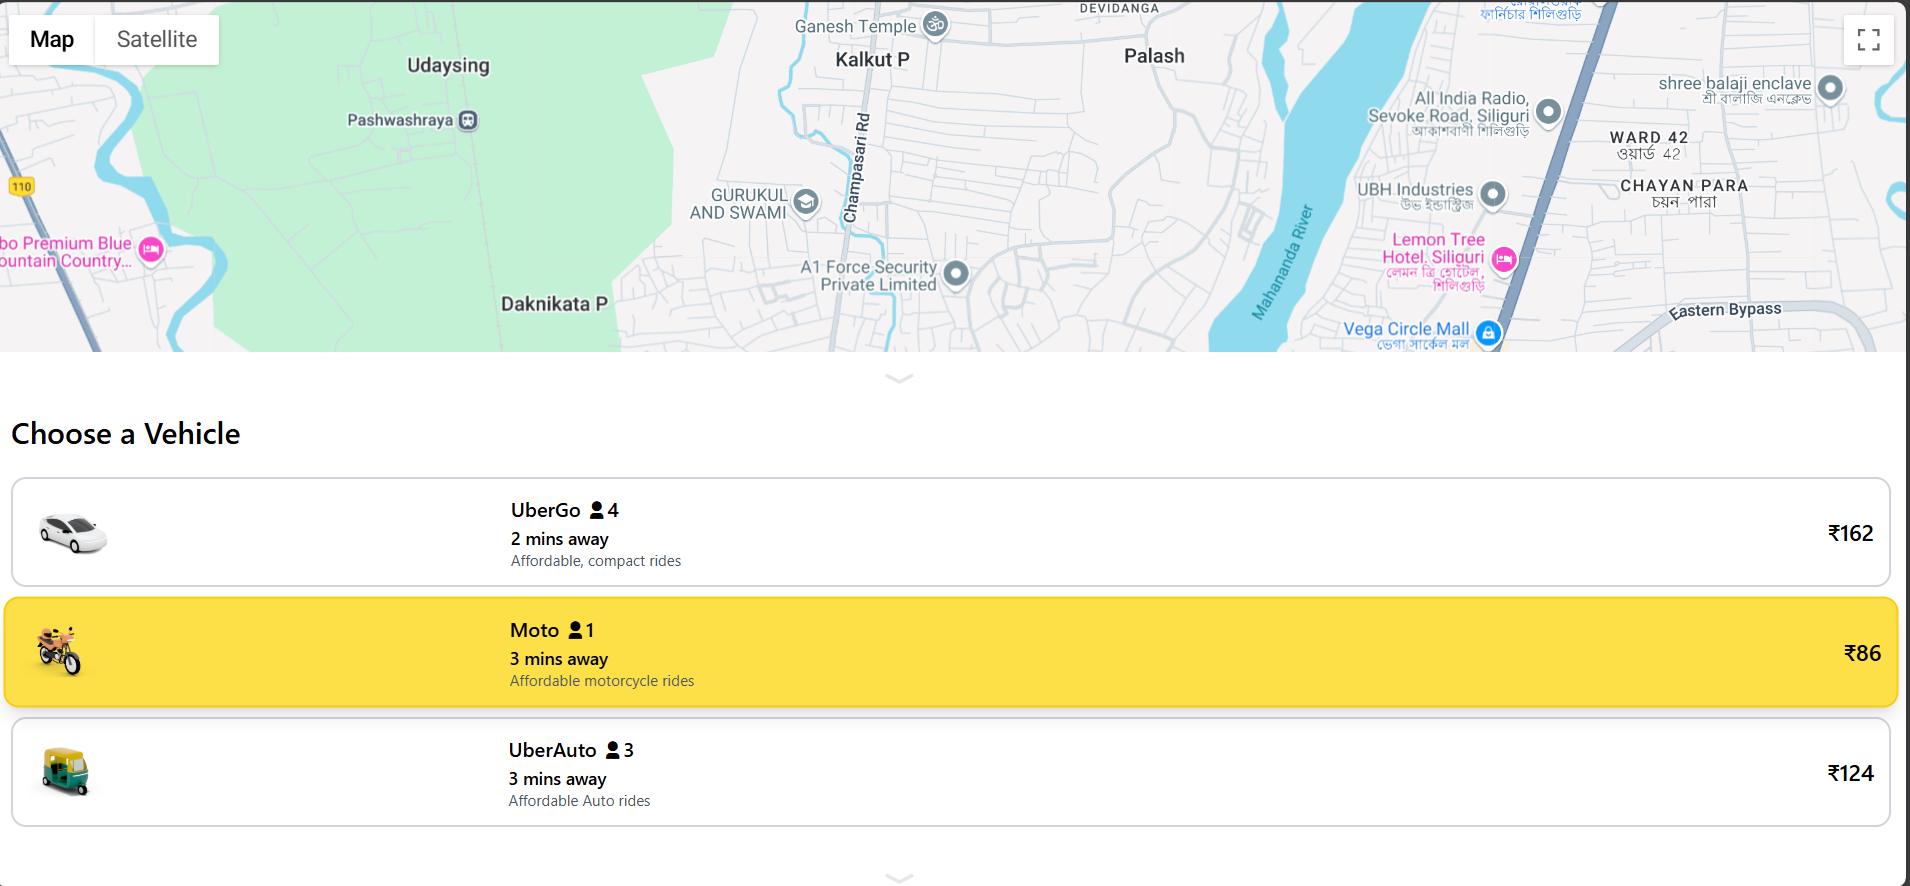 Map
Satellite
Udaysing
Pashwashraya
110
bo Premium Blue
ountain Country...
Daknikata P
Ganesh Temple
Kalkut P
DEVIDANGA
Palash
Champasari Rd
GURUKUL
AND SWAMI
A1 Force Security
Private Limited
Mahananda River
ফার্নিচার শিলিগুড়ি
All India Radio,
Sevoke Road, Siliguri
আকাশবাণী শিলিগুড়ি
shree balaji enclave
শ্রী বালাজি এনক্লেভ
WARD 42
ওয়ার্ড 42
CHAYAN PARA
চয়ন পারা
UBH Industries
উভ ইন্ডাস্ট্রিজ
Lemon Tree
Hotel, Siliguri
লেমন ত্রি হোটেল,
শিলিগুড়ি
Vega Circle Mall
ভেগা সার্কেল মল
Eastern Bypass
Choose a Vehicle
UberGo 4
2 mins away
Affordable, compact rides
₹162
Moto 1
3 mins away
Affordable motorcycle rides
₹86
UberAuto 3
3 mins away
Affordable Auto rides
₹124